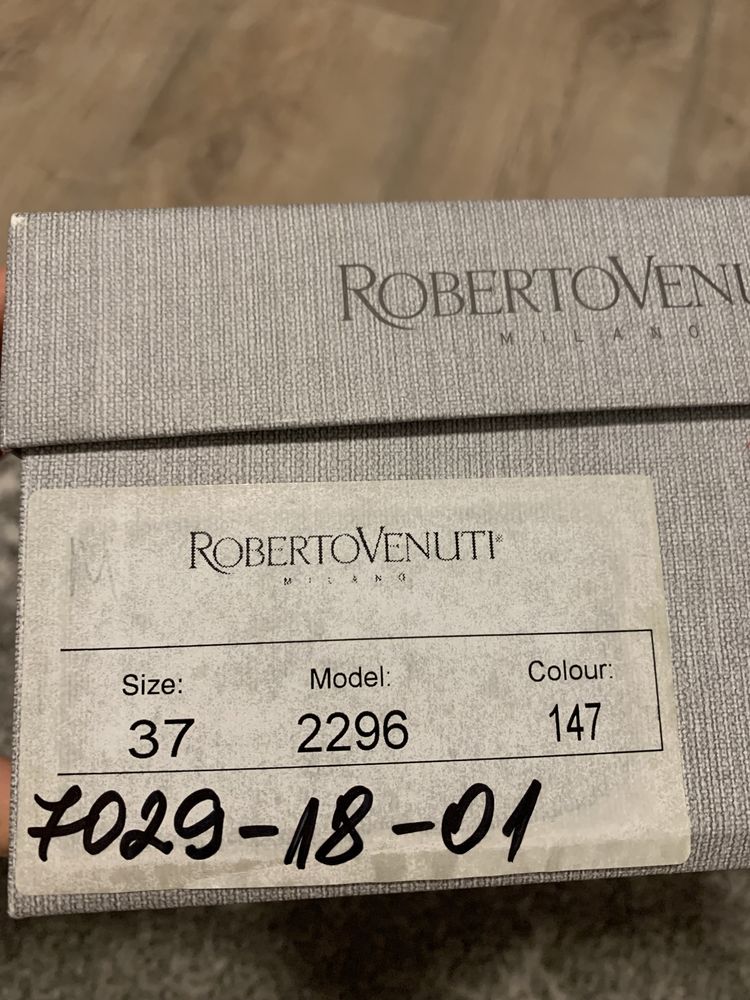 ROBERTOVENU
MILANO
ROBERTOVENUTI®
MILANO
Size: Model: Colour:
37 2296 147
7029-18-01